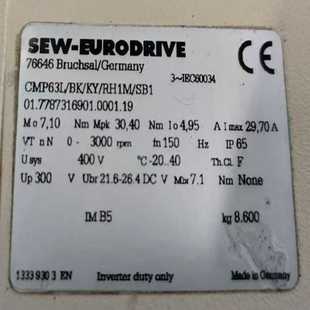 SEW-EURODRIVE
76646 Bruchsal/Germany
CE
3~IEC60034
CMP63L/BK/KY/RH1M/SB1
01.7787316901.0001.19
Mo 7,10 Nm Mpk 30,40 Nm Io 4,95 A Imax 29,70 A
VT nN 0 - 3000 rpm fn 150 Hz IP 65
Usys 400 V °C -20..40 Th.Cl. F
Up 300 V Ubr 21.6-26.4 DC V Mbr 7.1 Nm None
IM B5
kg 8.600
1333 930 3 EN
Inverter duty only
Made in Germany